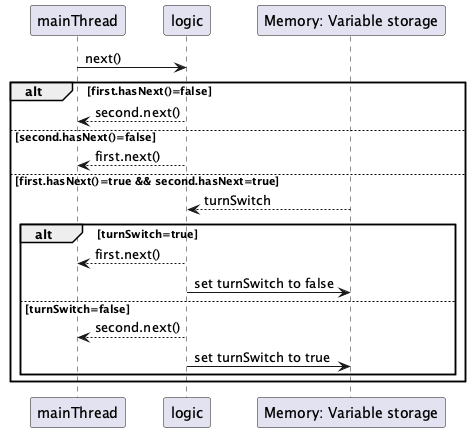 mainThread logic Memory: Variable storage
next()
alt [first.hasNext()=false]
second.next()
[second.hasNext()=false]
first.next()
[first.hasNext()=true && second.hasNext=true]
turnSwitch
alt [turnSwitch=true]
first.next()
set turnSwitch to false
[turnSwitch=false]
second.next()
set turnSwitch to true
mainThread logic Memory: Variable storage